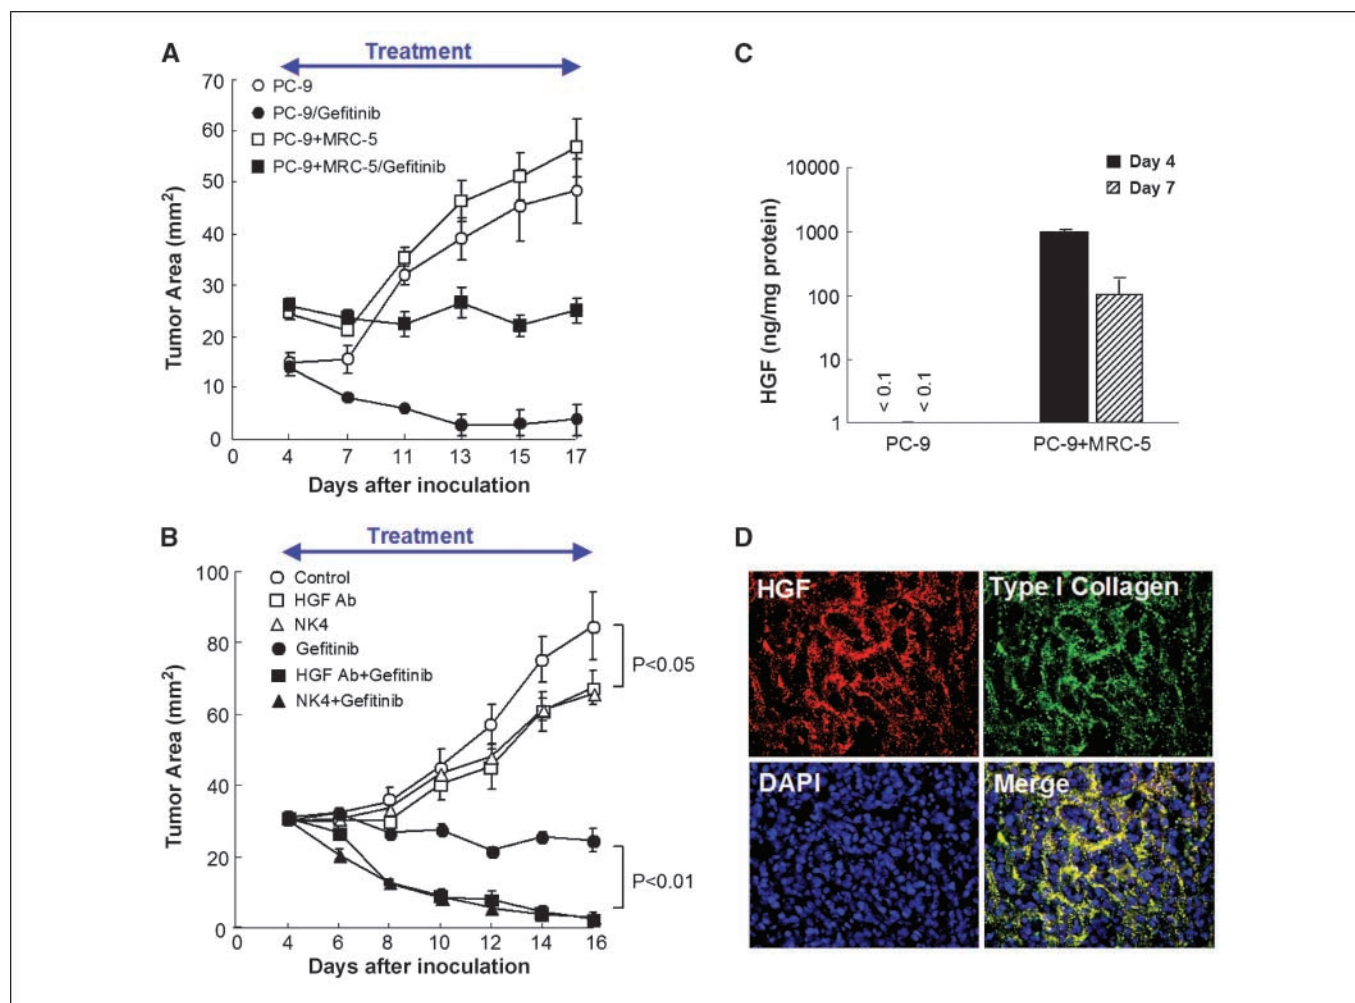 A
Treatment
70
60
50
40
30
20
10
0
PC-9
PC-9/Gefitinib
PC-9+MRC-5
PC-9+MRC-5/Gefitinib
Tumor Area (mm²)
0 4 7 11 13 15 17
Days after inoculation
C
10000
1000
100
10
1
Day 4
Day 7
HGF (ng/mg protein)
< 0.1
< 0.1
PC-9
PC-9+MRC-5
B
Treatment
100
80
60
40
20
0
Control
HGF Ab
NK4
Gefitinib
HGF Ab+Gefitinib
NK4+Gefitinib
P<0.05
P<0.01
Tumor Area (mm²)
0 4 6 8 10 12 14 16
Days after inoculation
D
HGF
Type I Collagen
DAPI
Merge